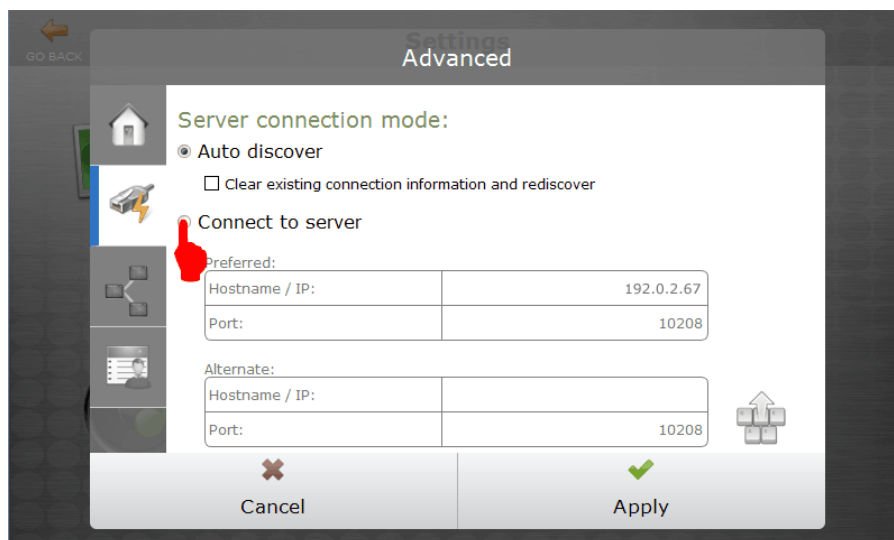 Settings
GO BACK
Advanced
Server connection mode:
Auto discover
Clear existing connection information and rediscover
Connect to server
Preferred:
Hostname / IP: 192.0.2.67
Port: 10208
Alternate:
Hostname / IP:
Port: 10208
Cancel Apply